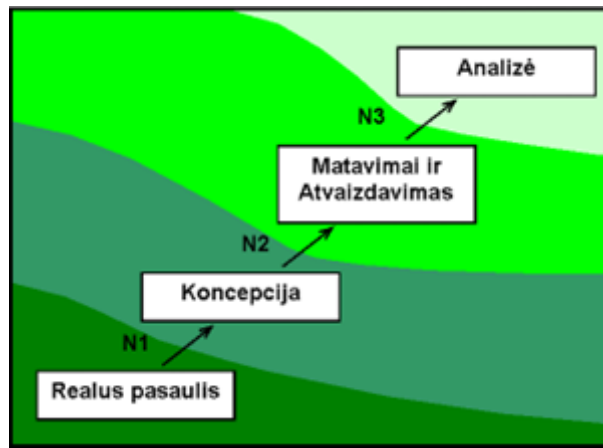 Analizė
N3
Matavimai ir
Atvaizdavimas
N2
Koncepcija
N1
Realus pasaulis